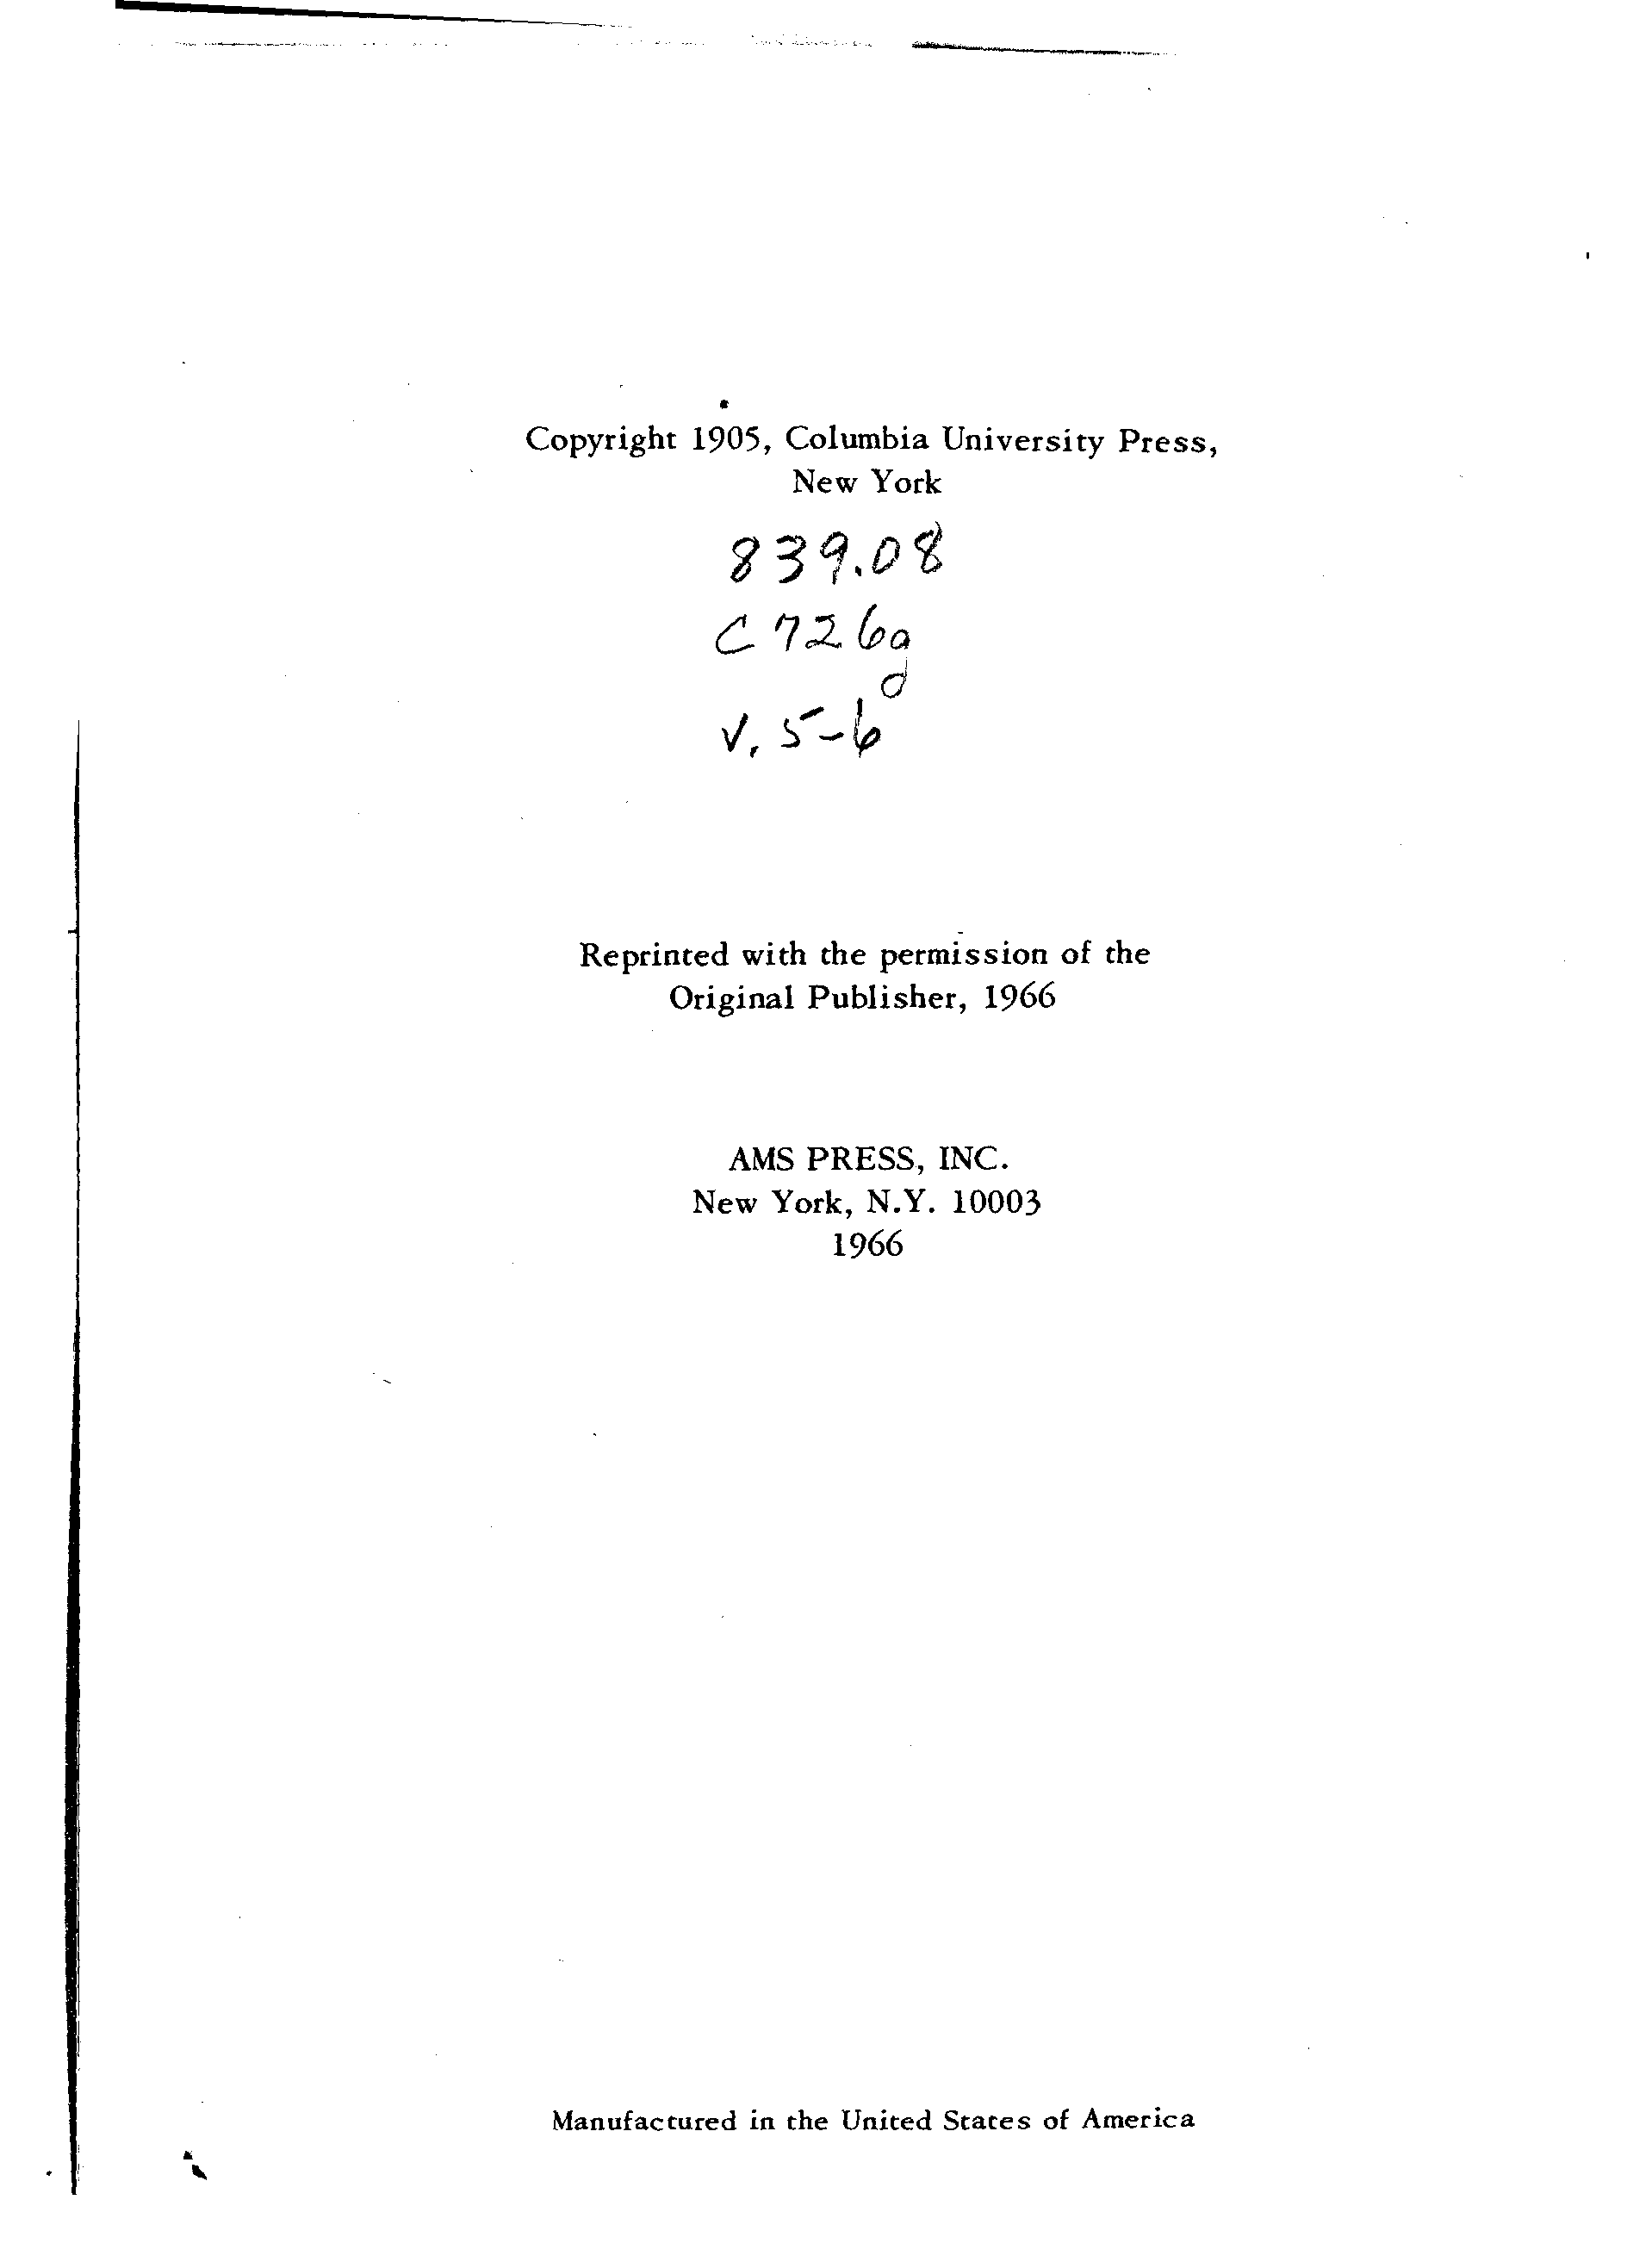 Copyright 1905, Columbia University Press,
New York
839.08
C726g
v. 5-6
Reprinted with the permission of the
Original Publisher, 1966
AMS PRESS, INC.
New York, N.Y. 10003
1966
Manufactured in the United States of America